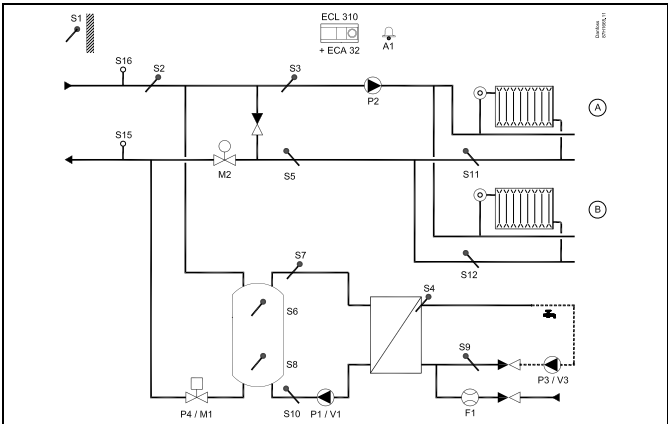 S1
ECL 310
+ ECA 32
A1
Danfoss
S16
S2
S3
P2
A
S15
M2
S5
S11
B
S12
S7
S6
S4
S8
S9
P4 / M1
S10
P1 / V1
F1
P3 / V3